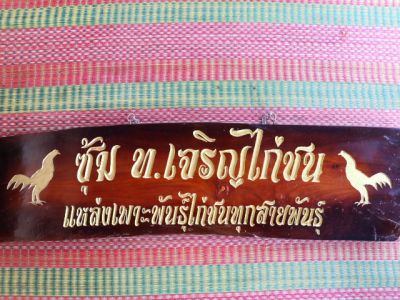 ซุ้ม ท.เจริญไก่ชน
แหล่งเพาะพันธุ์ไก่ชนทุกสายพันธุ์